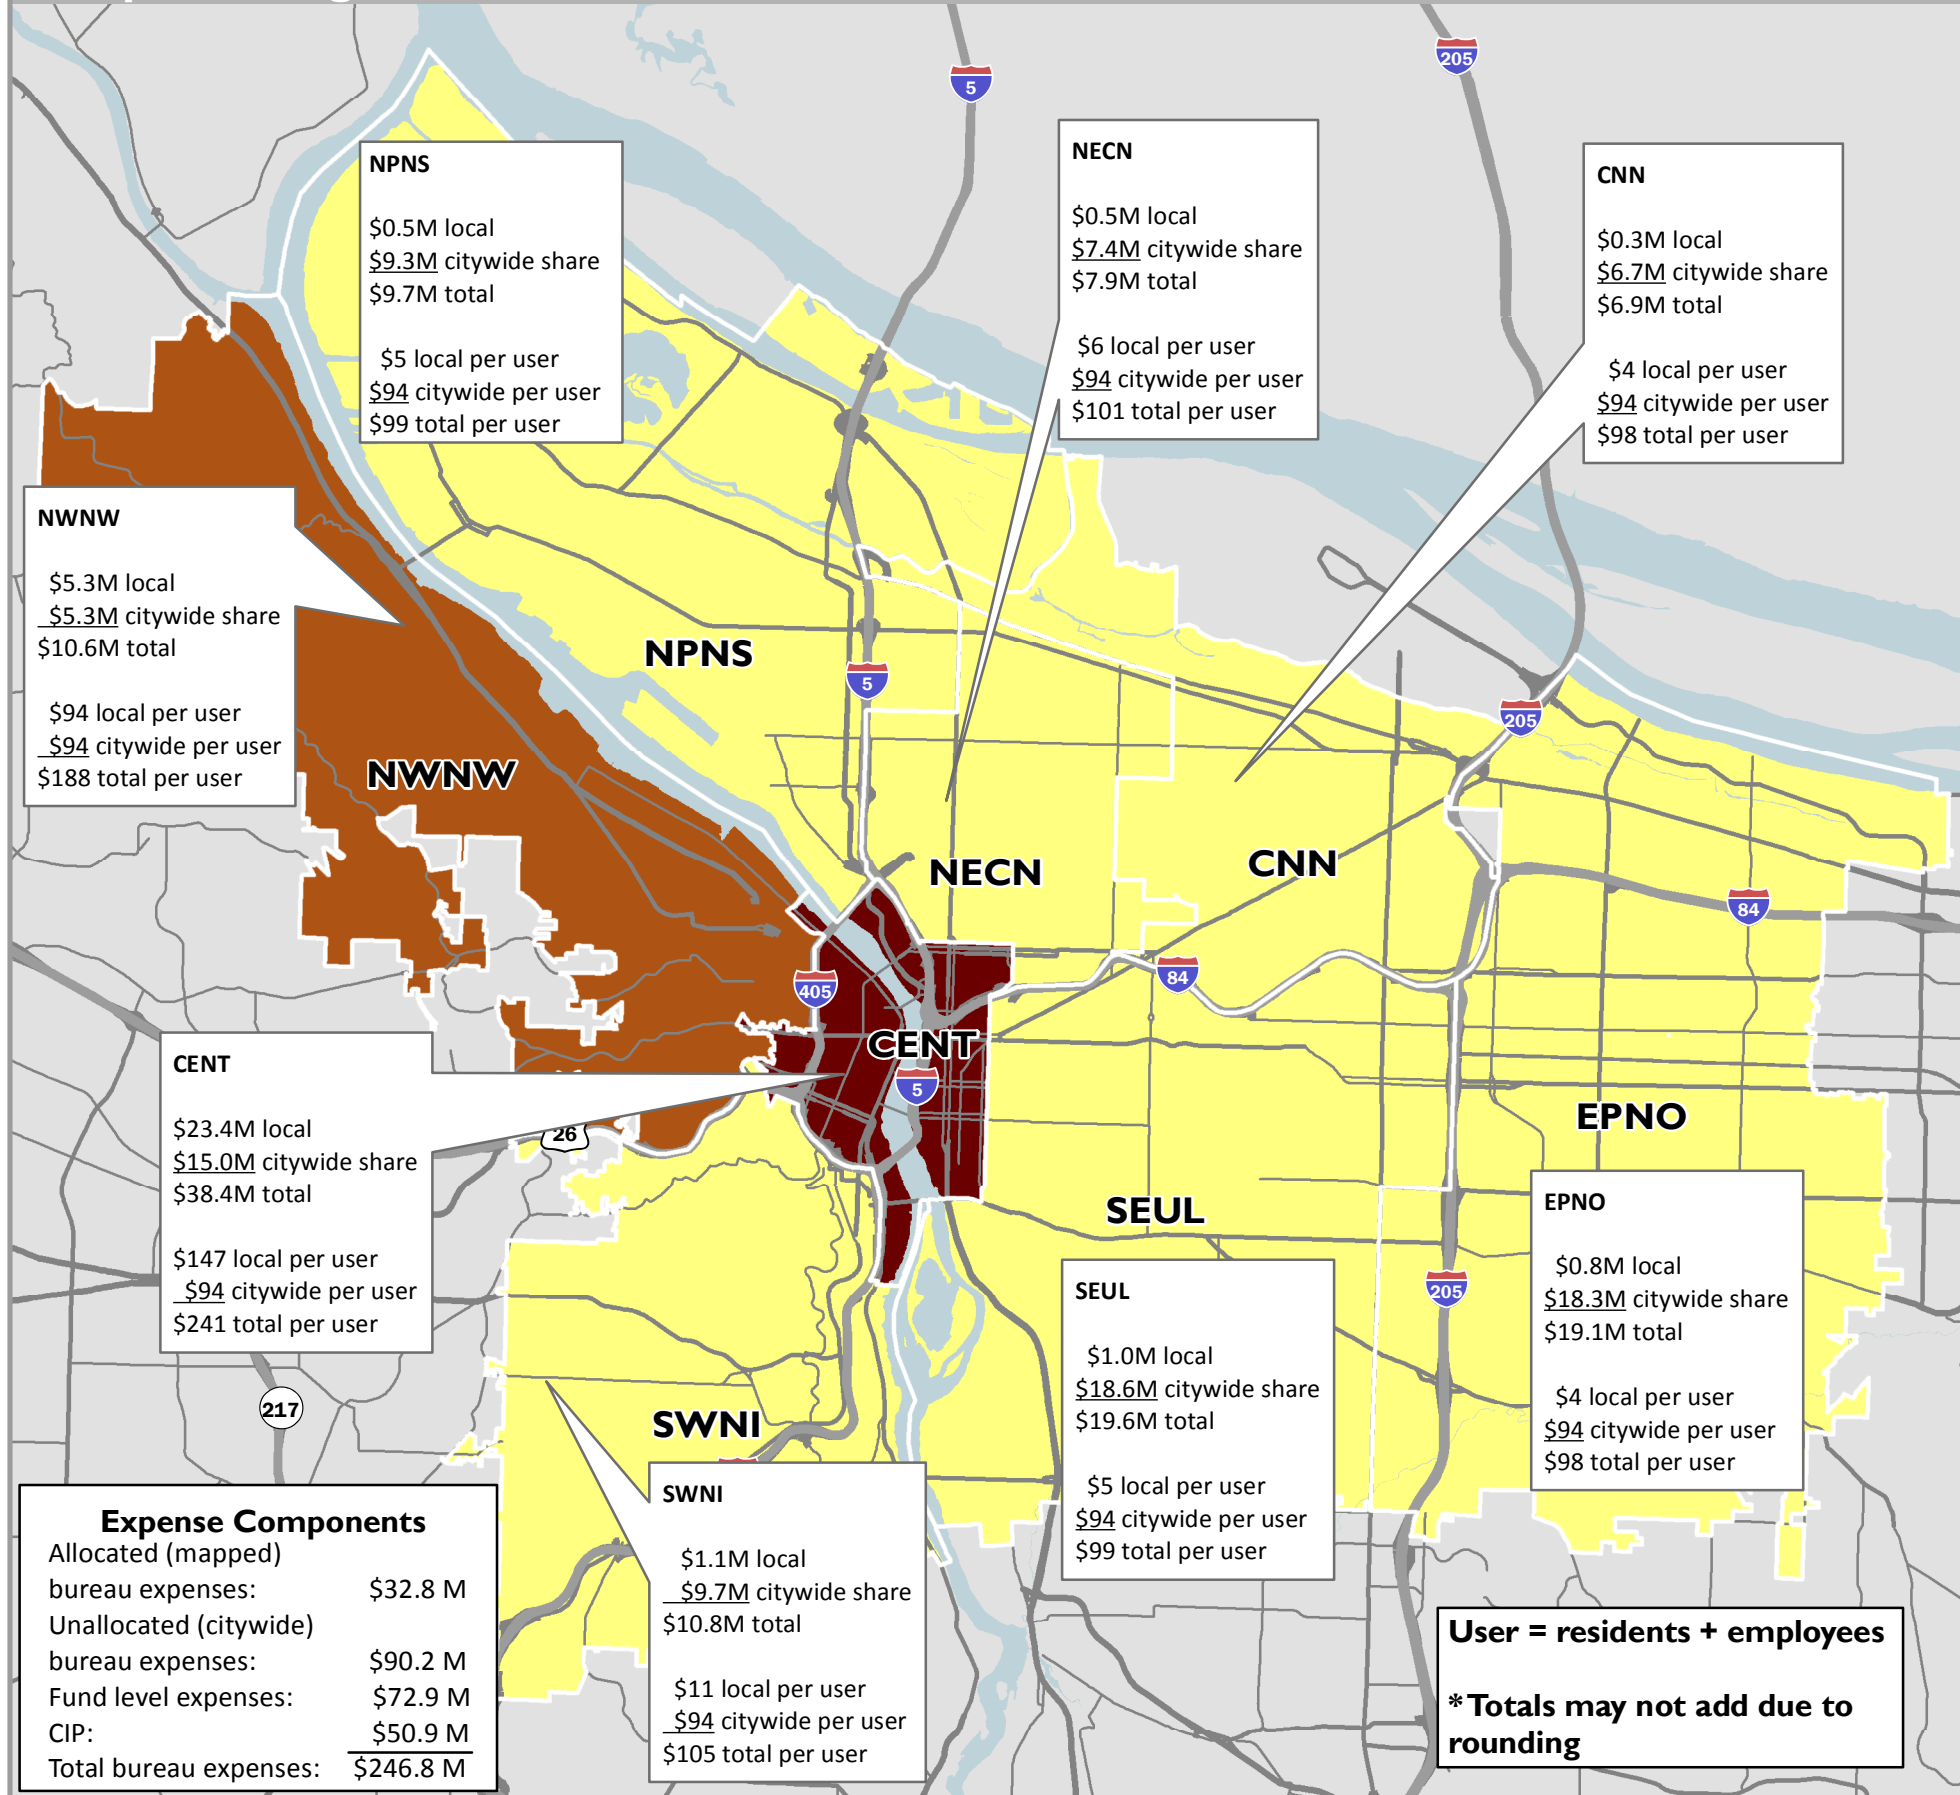 5
205
NPNS
$0.5M local
$9.3M citywide share
$9.7M total
$5 local per user
$94 citywide per user
$99 total per user
NECN
$0.5M local
$7.4M citywide share
$7.9M total
$6 local per user
$94 citywide per user
$101 total per user
CNN
$0.3M local
$6.7M citywide share
$6.9M total
$4 local per user
$94 citywide per user
$98 total per user
NWNW
$5.3M local
$5.3M citywide share
$10.6M total
$94 local per user
$94 citywide per user
$188 total per user
NPNS
5
205
NWNW
NECN
CNN
84
84
405
CENT
5
CENT
$23.4M local
$15.0M citywide share
$38.4M total
$147 local per user
$94 citywide per user
$241 total per user
26
EPNO
SEUL
EPNO
$0.8M local
$18.3M citywide share
$19.1M total
$4 local per user
$94 citywide per user
$98 total per user
205
SEUL
$1.0M local
$18.6M citywide share
$19.6M total
$5 local per user
$94 citywide per user
$99 total per user
217
SWNI
SWNI
$1.1M local
$9.7M citywide share
$10.8M total
$11 local per user
$94 citywide per user
$105 total per user
Expense Components
Allocated (mapped)
bureau expenses: $32.8 M
Unallocated (citywide)
bureau expenses: $90.2 M
Fund level expenses: $72.9 M
CIP: $50.9 M
Total bureau expenses: $246.8 M
User = residents + employees
*Totals may not add due to
rounding